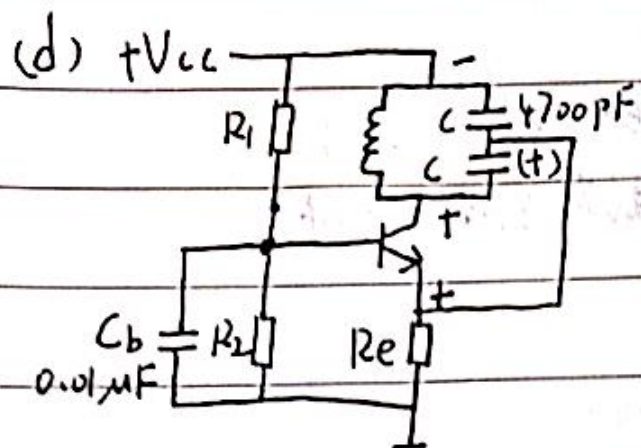 (d) +Vcc
-
R1
C 4700pF
C (+)
+
+
Cb R2 Re
0.01μF